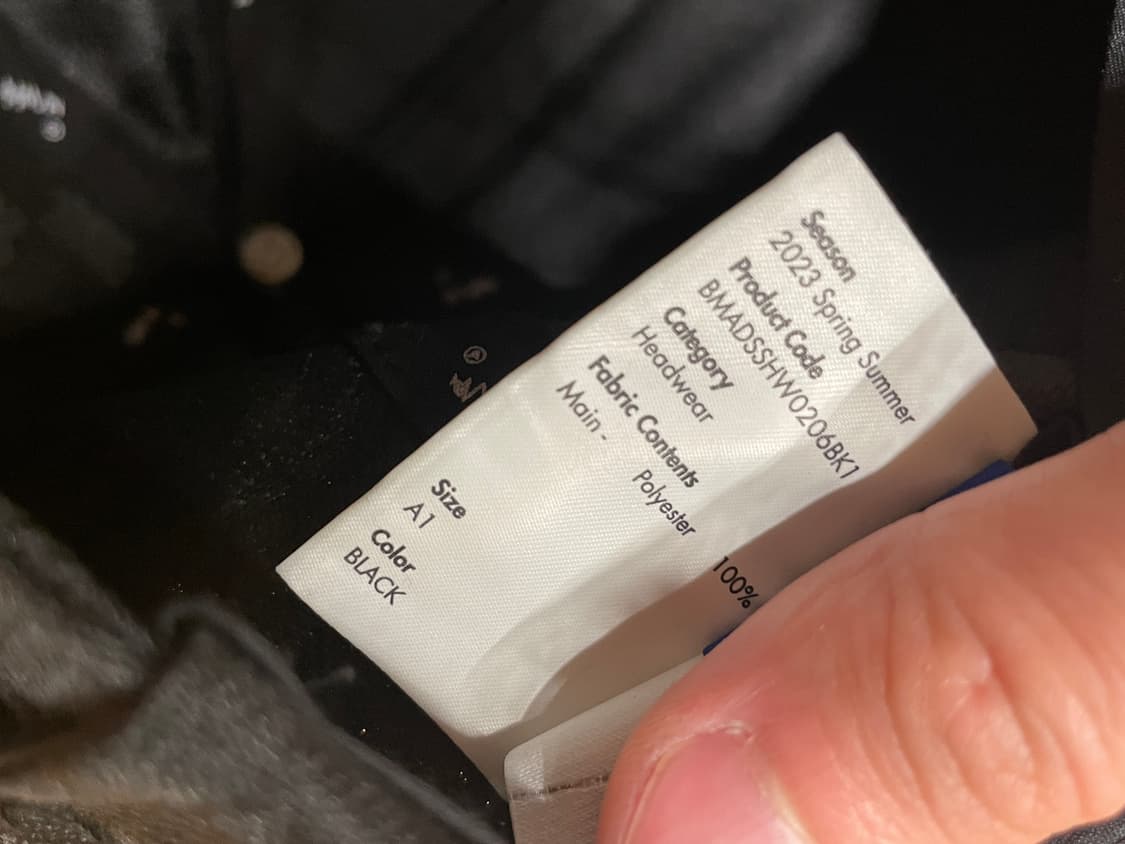 Season
2023 Spring Summer
Product Code
BMADSSHW0206BK1
Category
Headwear
Fabric Contents
Main -
Polyester 100%
Size
A1
Color
BLACK